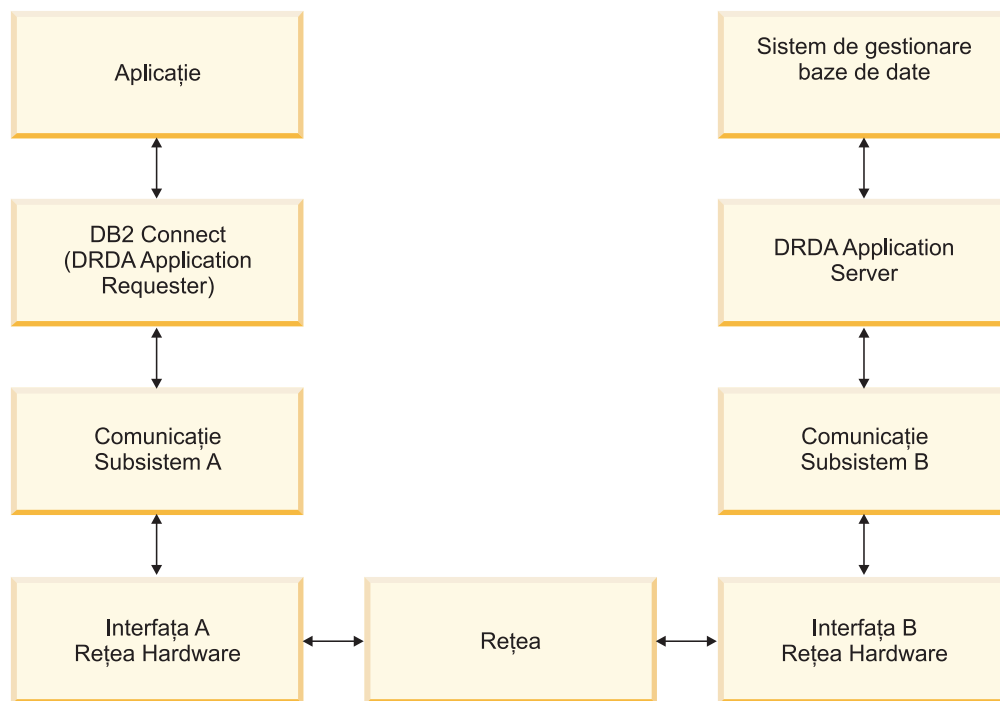 Aplicație
Sistem de gestionare
baze de date
DB2 Connect
(DRDA Application
Requester)
DRDA Application
Server
Comunicație
Subsistem A
Comunicație
Subsistem B
Interfața A
Rețea Hardware
Rețea
Interfața B
Rețea Hardware